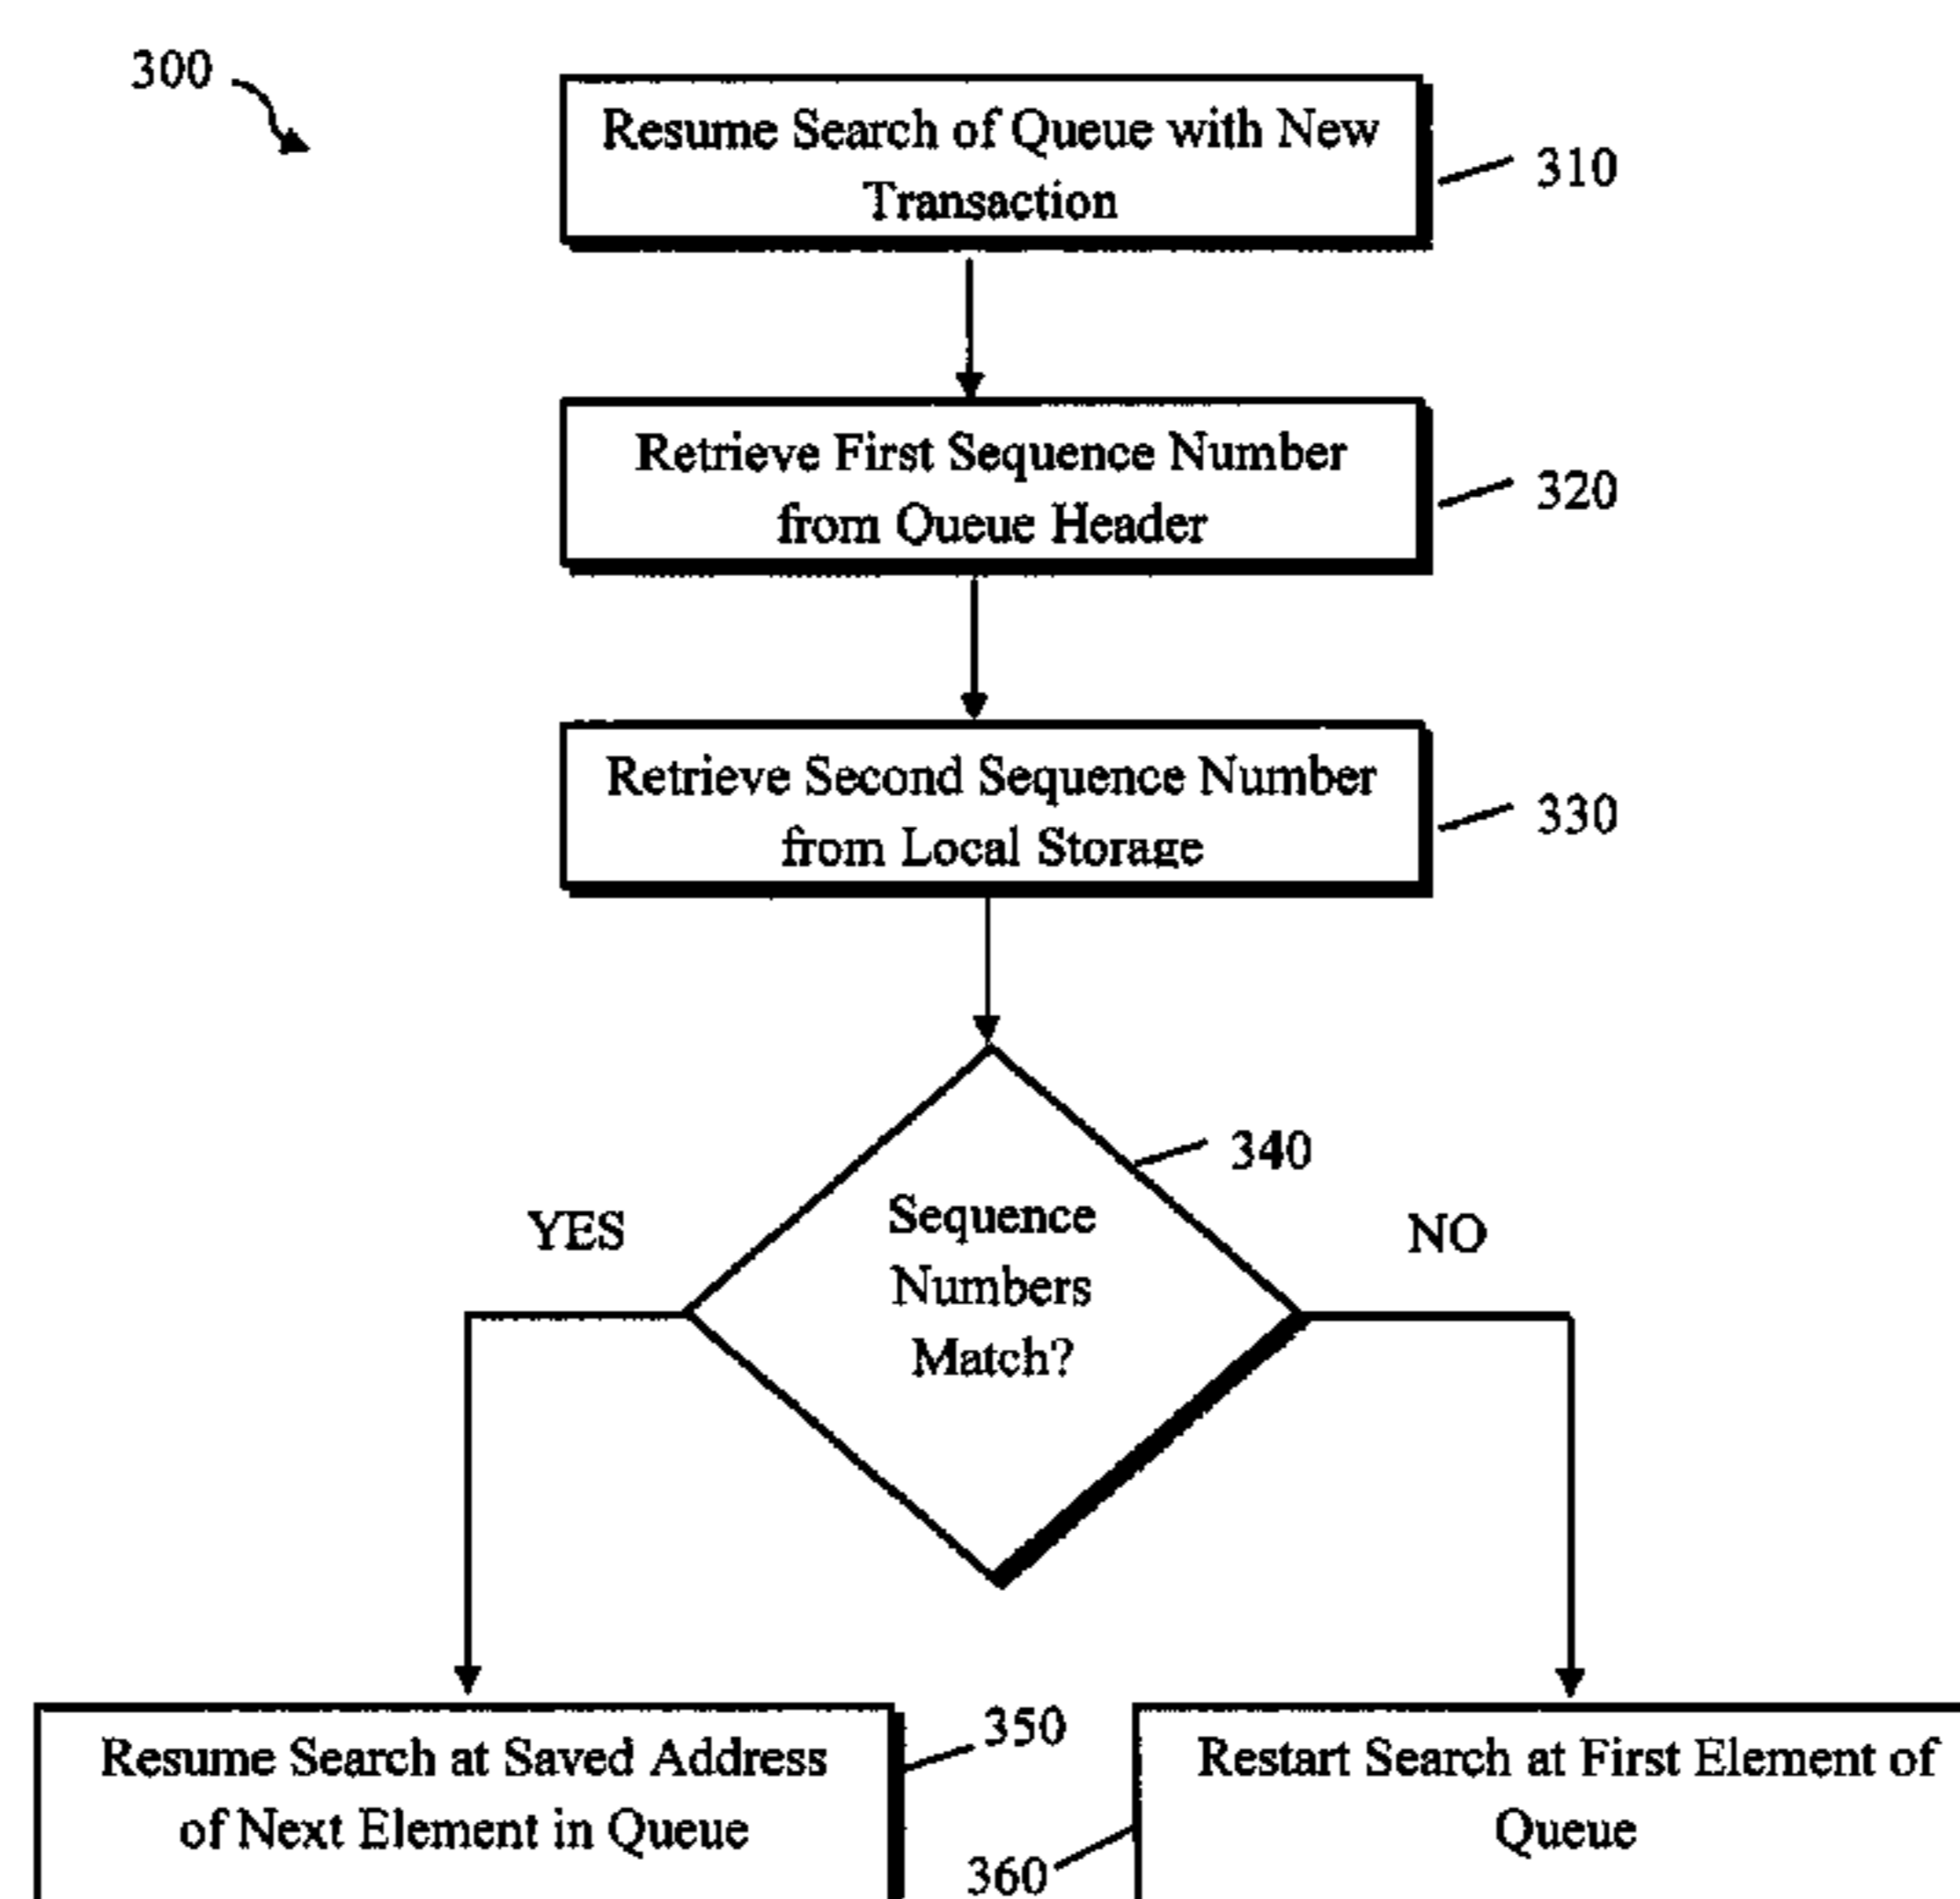 300
Resume Search of Queue with New
Transaction
310
Retrieve First Sequence Number
from Queue Header
320
Retrieve Second Sequence Number
from Local Storage
330
340
Sequence
Numbers
Match?
YES
NO
Resume Search at Saved Address
of Next Element in Queue
350
Restart Search at First Element of
Queue
360